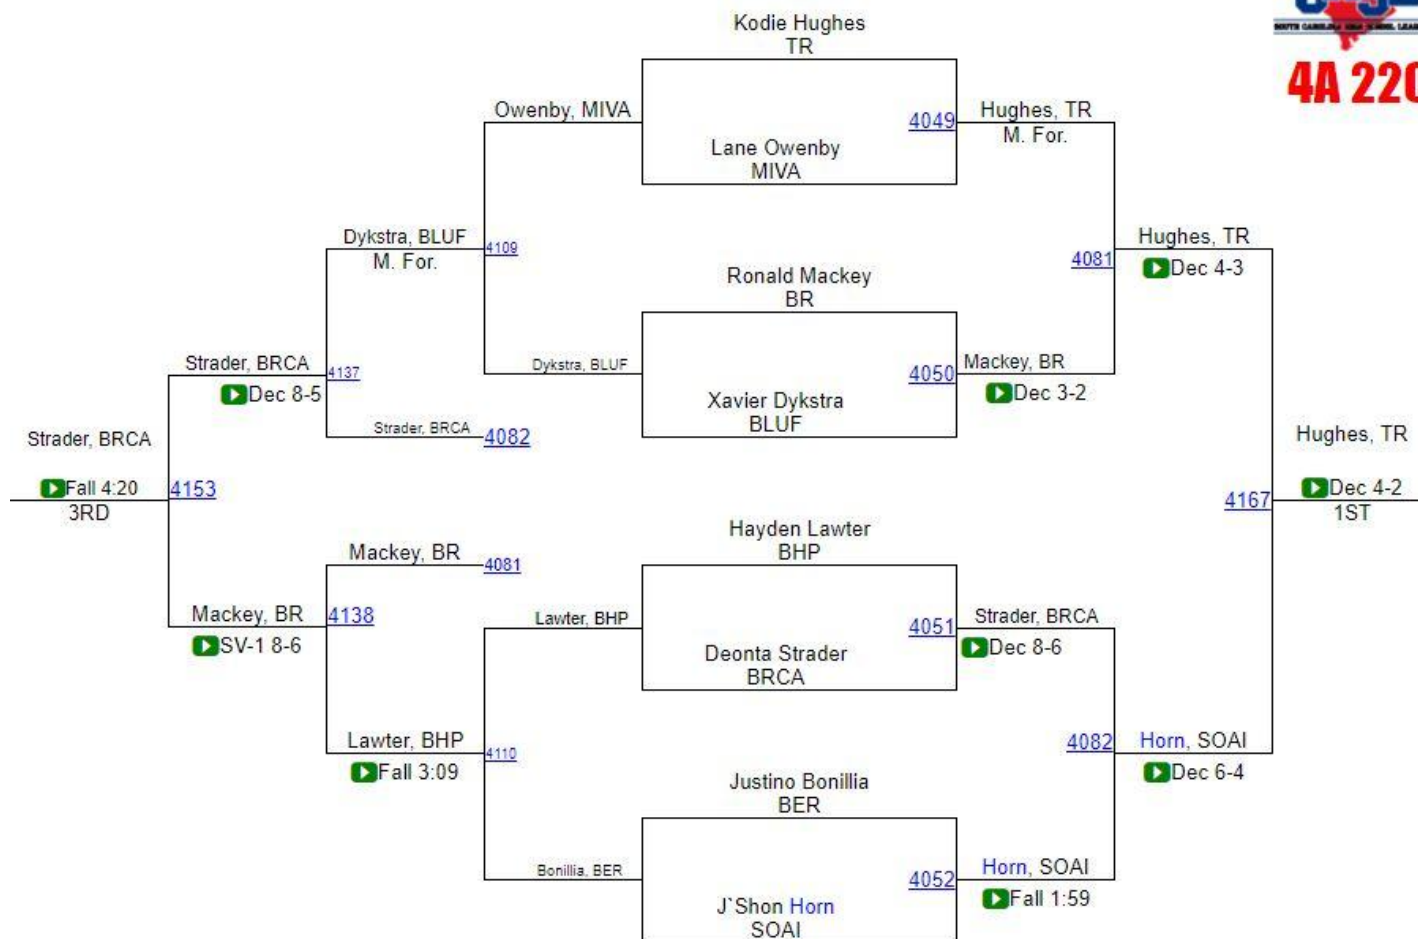 SOUTH CAROLINA HIGH SCHOOL LEAG
4A 220
Kodie Hughes
TR
Owenby, MIVA
4049
Hughes, TR
M. For.
Lane Owenby
MIVA
Dykstra, BLUF
M. For.
4109
Hughes, TR
Dec 4-3
4081
Ronald Mackey
BR
Strader, BRCA
Dec 8-5
4137
Dykstra, BLUF
4050
Mackey, BR
Dec 3-2
Xavier Dykstra
BLUF
Strader, BRCA
4082
Strader, BRCA
Fall 4:20
3RD
4153
Hughes, TR
Dec 4-2
1ST
4167
Hayden Lawter
BHP
Mackey, BR
4081
Mackey, BR
SV-1 8-6
4138
Lawter, BHP
4051
Strader, BRCA
Dec 8-6
Deonta Strader
BRCA
Lawter, BHP
Fall 3:09
4110
4082
Horn, SOAI
Dec 6-4
Justino Bonillia
BER
Bonillia, BER
4052
Horn, SOAI
Fall 1:59
J`Shon Horn
SOAI